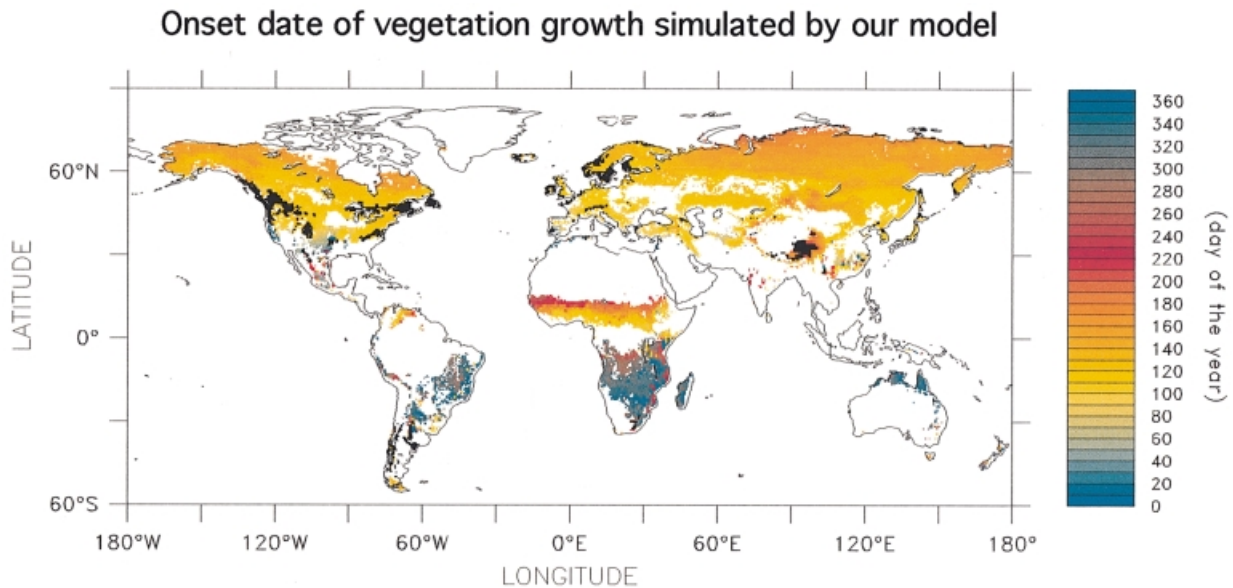 Onset date of vegetation growth simulated by our model
LATITUDE
60°N
0°
60°S
180°W
120°W
60°W
0°E
60°E
120°E
180°
LONGITUDE
360
340
320
300
280
260
240
220
200
180
160
140
120
100
80
60
40
20
0
(day of the year)